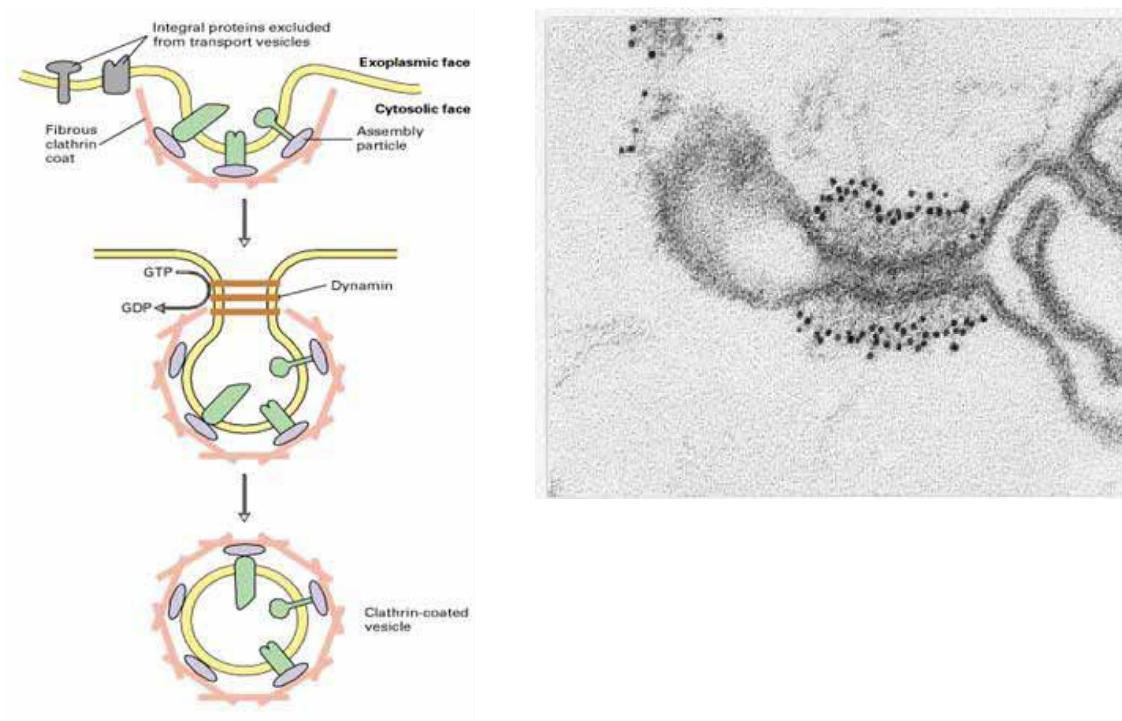 Integral proteins excluded
from transport vesicles
Exoplasmic face
Cytosolic face
Fibrous
clathrin
coat
Assembly
particle
GTP
Dynamin
GDP
Clathrin-coated
vesicle